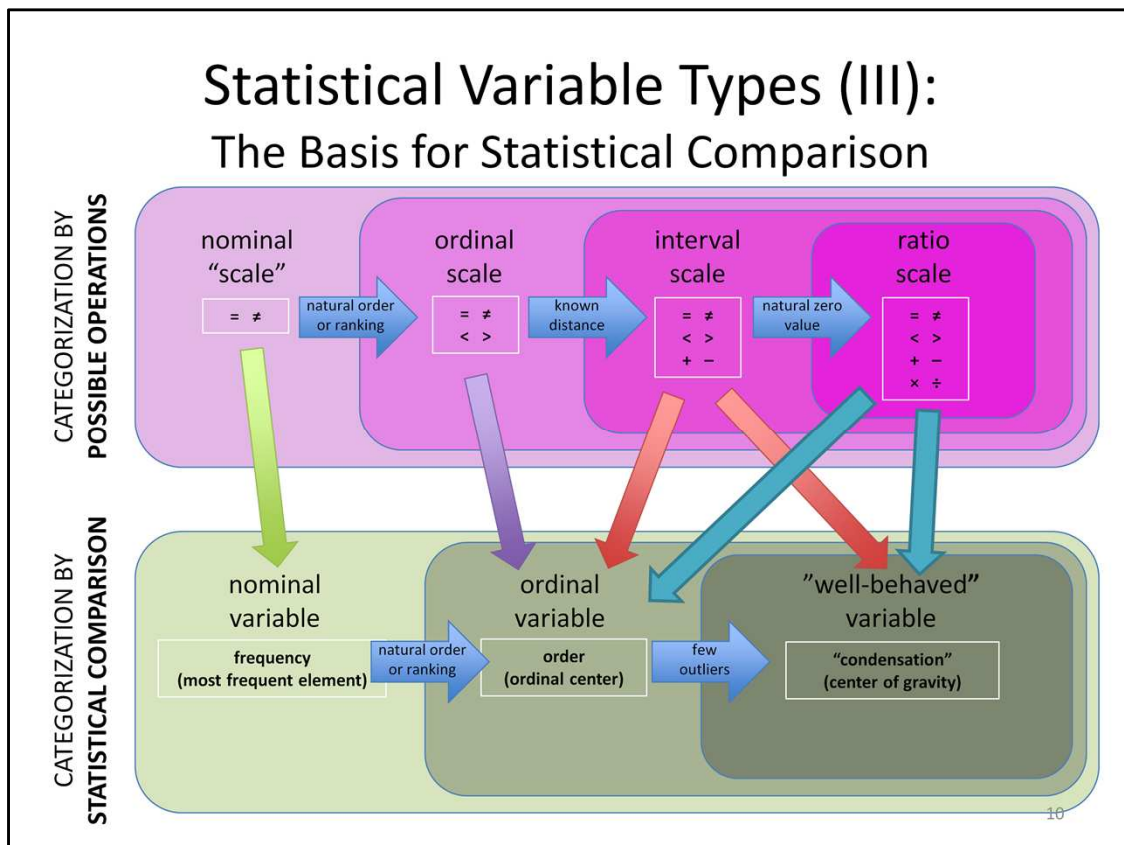 Statistical Variable Types (III):
The Basis for Statistical Comparison
CATEGORIZATION BY
POSSIBLE OPERATIONS
nominal
“scale”
= ≠
natural order
or ranking
ordinal
scale
= ≠
< >
known
distance
interval
scale
= ≠
< >
+ −
natural zero
value
ratio
scale
= ≠
< >
+ −
× ÷
CATEGORIZATION BY
STATISTICAL COMPARISON
nominal
variable
frequency
(most frequent element)
natural order
or ranking
ordinal
variable
order
(ordinal center)
few
outliers
”well-behaved”
variable
“condensation”
(center of gravity)
10